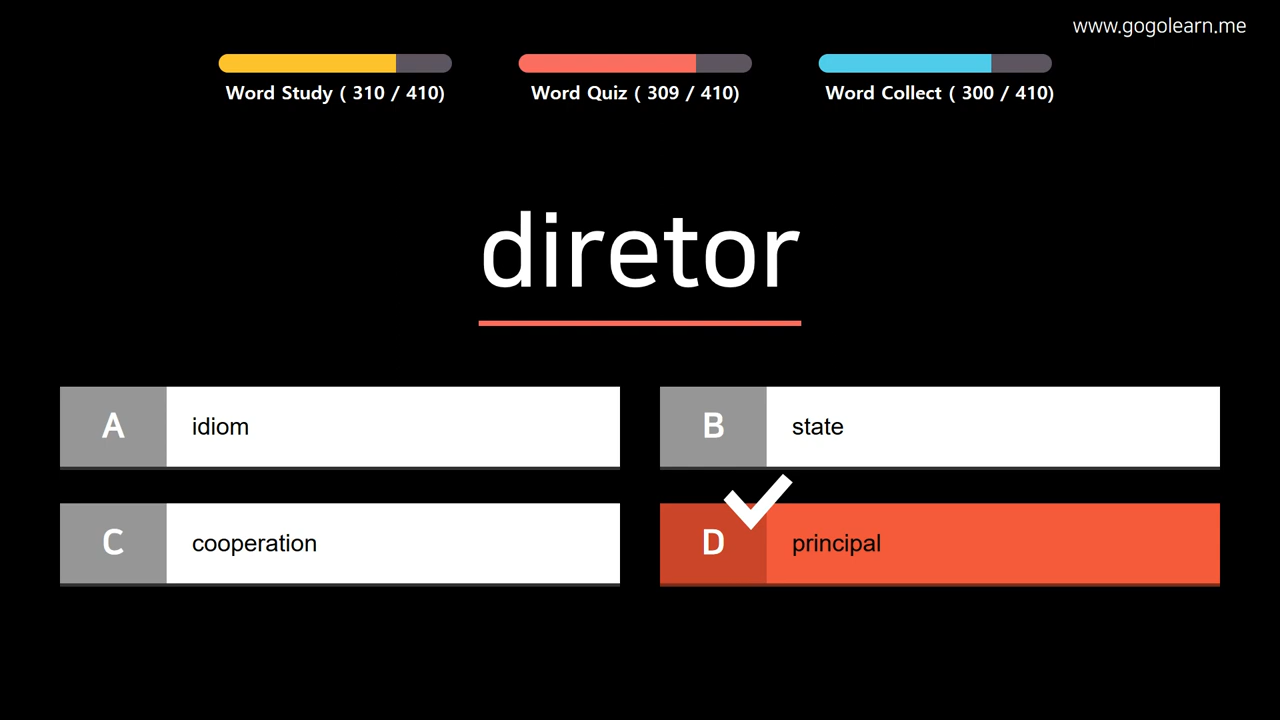 www.gogolearn.me
Word Study ( 310 / 410)
Word Quiz ( 309 / 410)
Word Collect ( 300 / 410)
diretor
A idiom
B state
C cooperation
D principal